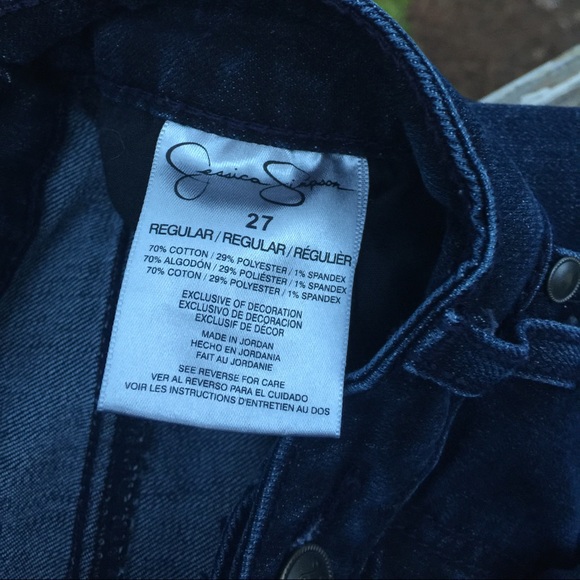 Jessica Simpson
27
REGULAR / REGULAR / RÉGULIÈR
70% COTTON / 29% POLYESTER / 1% SPANDEX
70% ALGODÓN / 29% POLIÉSTER / 1% SPANDEX
70% COTON / 29% POLYESTER / 1% SPANDEX
EXCLUSIVE OF DECORATION
EXCLUSIVO DE DECORACION
EXCLUSIF DE DÉCOR
MADE IN JORDAN
HECHO EN JORDANIA
FAIT AU JORDANIE
SEE REVERSE FOR CARE
VER AL REVERSO PARA EL CUIDADO
VOIR LES INSTRUCTIONS D'ENTRETIEN AU DOS